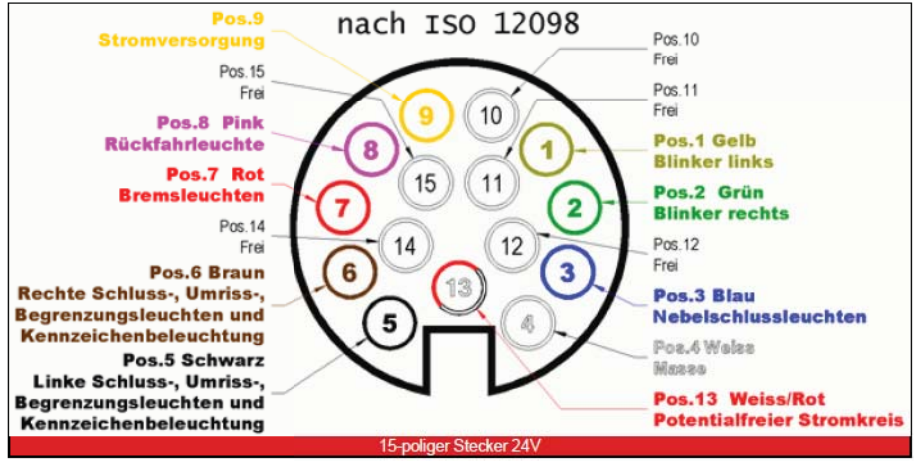 nach ISO 12098
Pos.9
Stromversorgung
Pos.15
Frei
Pos.8 Pink
Rückfahrleuchte
Pos.7 Rot
Bremsleuchten
Pos.14
Frei
Pos.6 Braun
Rechte Schluss-, Umriss-,
Begrenzungsleuchten und
Kennzeichenbeleuchtung
Pos.5 Schwarz
Linke Schluss-, Umriss-,
Begrenzungsleuchten und
Kennzeichenbeleuchtung
9
10
8
1
15
11
7
2
14
12
6
3
13
5
4
Pos.10
Frei
Pos.11
Frei
Pos.1 Gelb
Blinker links
Pos.2 Grün
Blinker rechts
Pos.12
Frei
Pos.3 Blau
Nebelschlussleuchten
Pos.4 Weiss
Masse
Pos.13 Weiss/Rot
Potentialfreier Stromkreis
15-poliger Stecker 24V